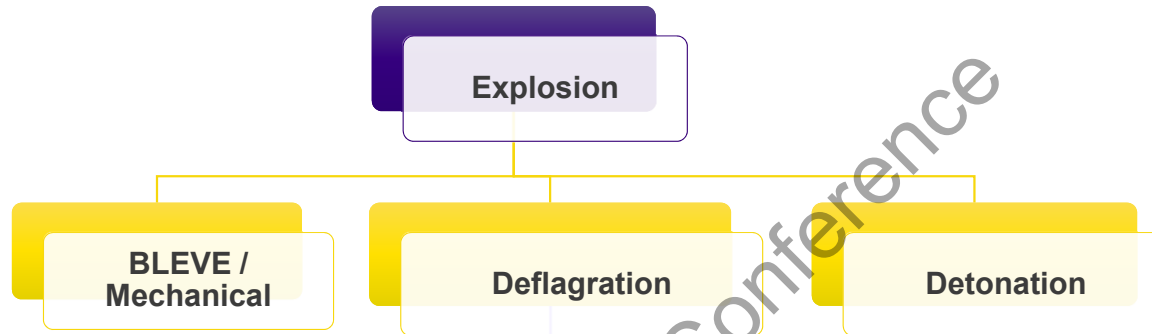 Explosion
BLEVE /
Mechanical
Deflagration
Detonation
Conference